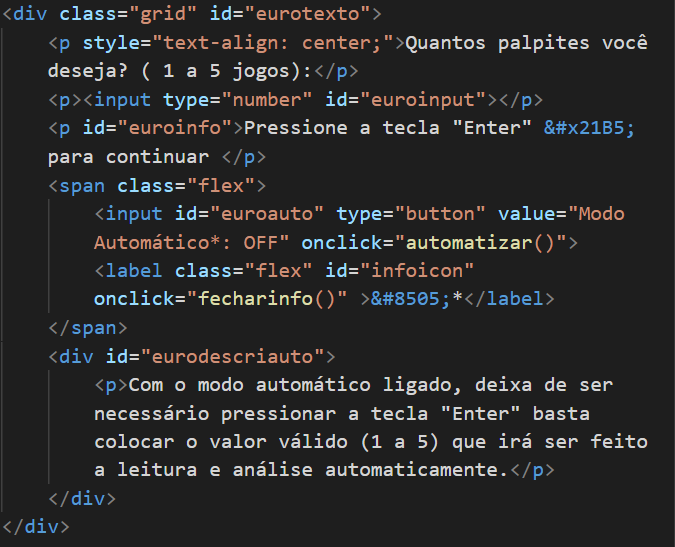 <div class="grid" id="eurotexto">
<p style="text-align: center;">Quantos palpites você
deseja? ( 1 a 5 jogos):</p>
<p><input type="number" id="euroinput"></p>
<p id="euroinfo">Pressione a tecla "Enter" &#x21B5;
para continuar </p>
<span class="flex">
<input id="euroauto" type="button" value="Modo
Automático*: OFF" onclick="automatizar()">
<label class="flex" id="infoicon"
onclick="fecharinfo()" >&#8505;*</label>
</span>
<div id="eurodescriauto">
<p>Com o modo automático ligado, deixa de ser
necessário pressionar a tecla "Enter" basta
colocar o valor válido (1 a 5) que irá ser feito
a leitura e análise automaticamente.</p>
</div>
</div>